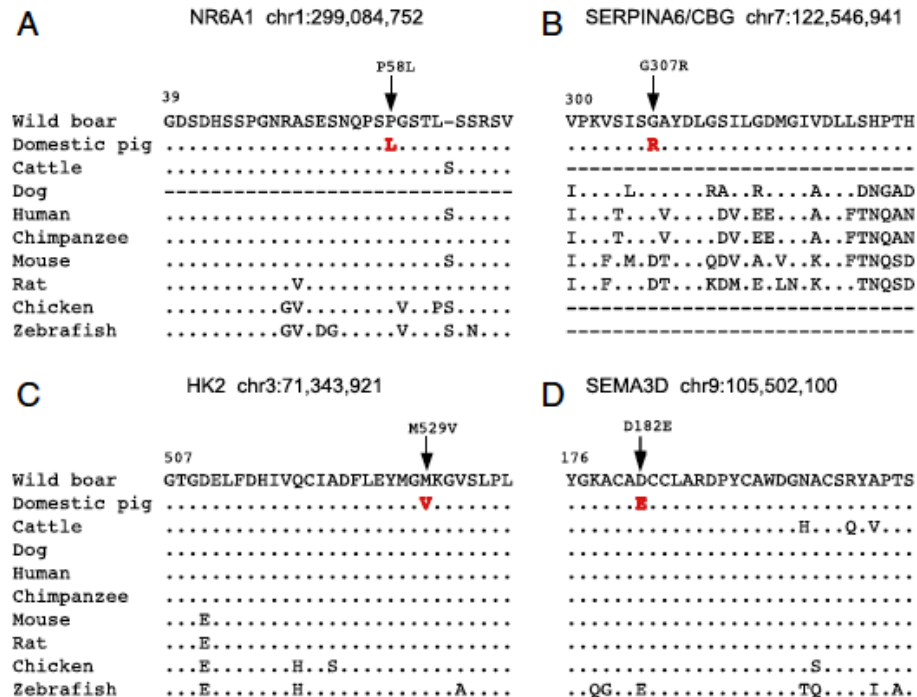 A NR6A1 chr1:299,084,752
P58L
39
Wild boar GDSDHSSPGNRASESNQPSPGSTL-SSRSV
Domestic pig ...................L..........
Cattle ........................S.....
Dog ------------------------------
Human ........................S.....
Chimpanzee ..............................
Mouse ........................S.....
Rat ...........V..................
Chicken ..........GV........V..PS.....
Zebrafish ..........GV.DG.....V...S.N...
B SERPINA6/CBG chr7:122,546,941
G307R
300
VPKVSISGAYDLGSILGDMGIVDLLSHPTH
.......R......................
------------------------------
I....L......RA..R....A...DNGAD
I...T...V....DV.EE...A..FTNQAN
I...T...V....DV.EE...A..FTNQAN
I..F.M.DT...QDV.A.V..K..FTNQSD
I..F...DT...KDM.E.LN.K...TNQSD
------------------------------
------------------------------
C HK2 chr3:71,343,921
M529V
507
Wild boar GTGDELFDHIVQCIADFLEYMGMKGVSLPL
Domestic pig ......................V.......
Cattle ..............................
Dog ..............................
Human ..............................
Chimpanzee ..............................
Mouse ...E..........................
Rat ...E..........................
Chicken ...E.......H..S...............
Zebrafish ...E.......H.............A....
D SEMA3D chr9:105,502,100
D182E
176
YGKACADCCLARDPYCAWDGNACSRYAPTS
......E.......................
....................H...Q.V...
..............................
..............................
..............................
..............................
..............................
.....................S........
..QG..E.............TQ....I.A.